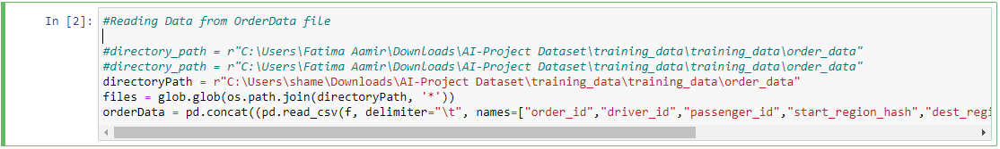 In [2]:
#Reading Data from OrderData file
#directory_path = r"C:\Users\Fatima Aamir\Downloads\AI-Project Dataset\training_data\training_data\order_data"
#directory_path = r"C:\Users\Fatima Aamir\Downloads\AI-Project Dataset\training_data\training_data\order_data"
directoryPath = r"C:\Users\shame\Downloads\AI-Project Dataset\training_data\training_data\order_data"
files = glob.glob(os.path.join(directoryPath, '*'))
orderData = pd.concat((pd.read_csv(f, delimiter="\t", names=["order_id","driver_id","passenger_id","start_region_hash","dest_regi